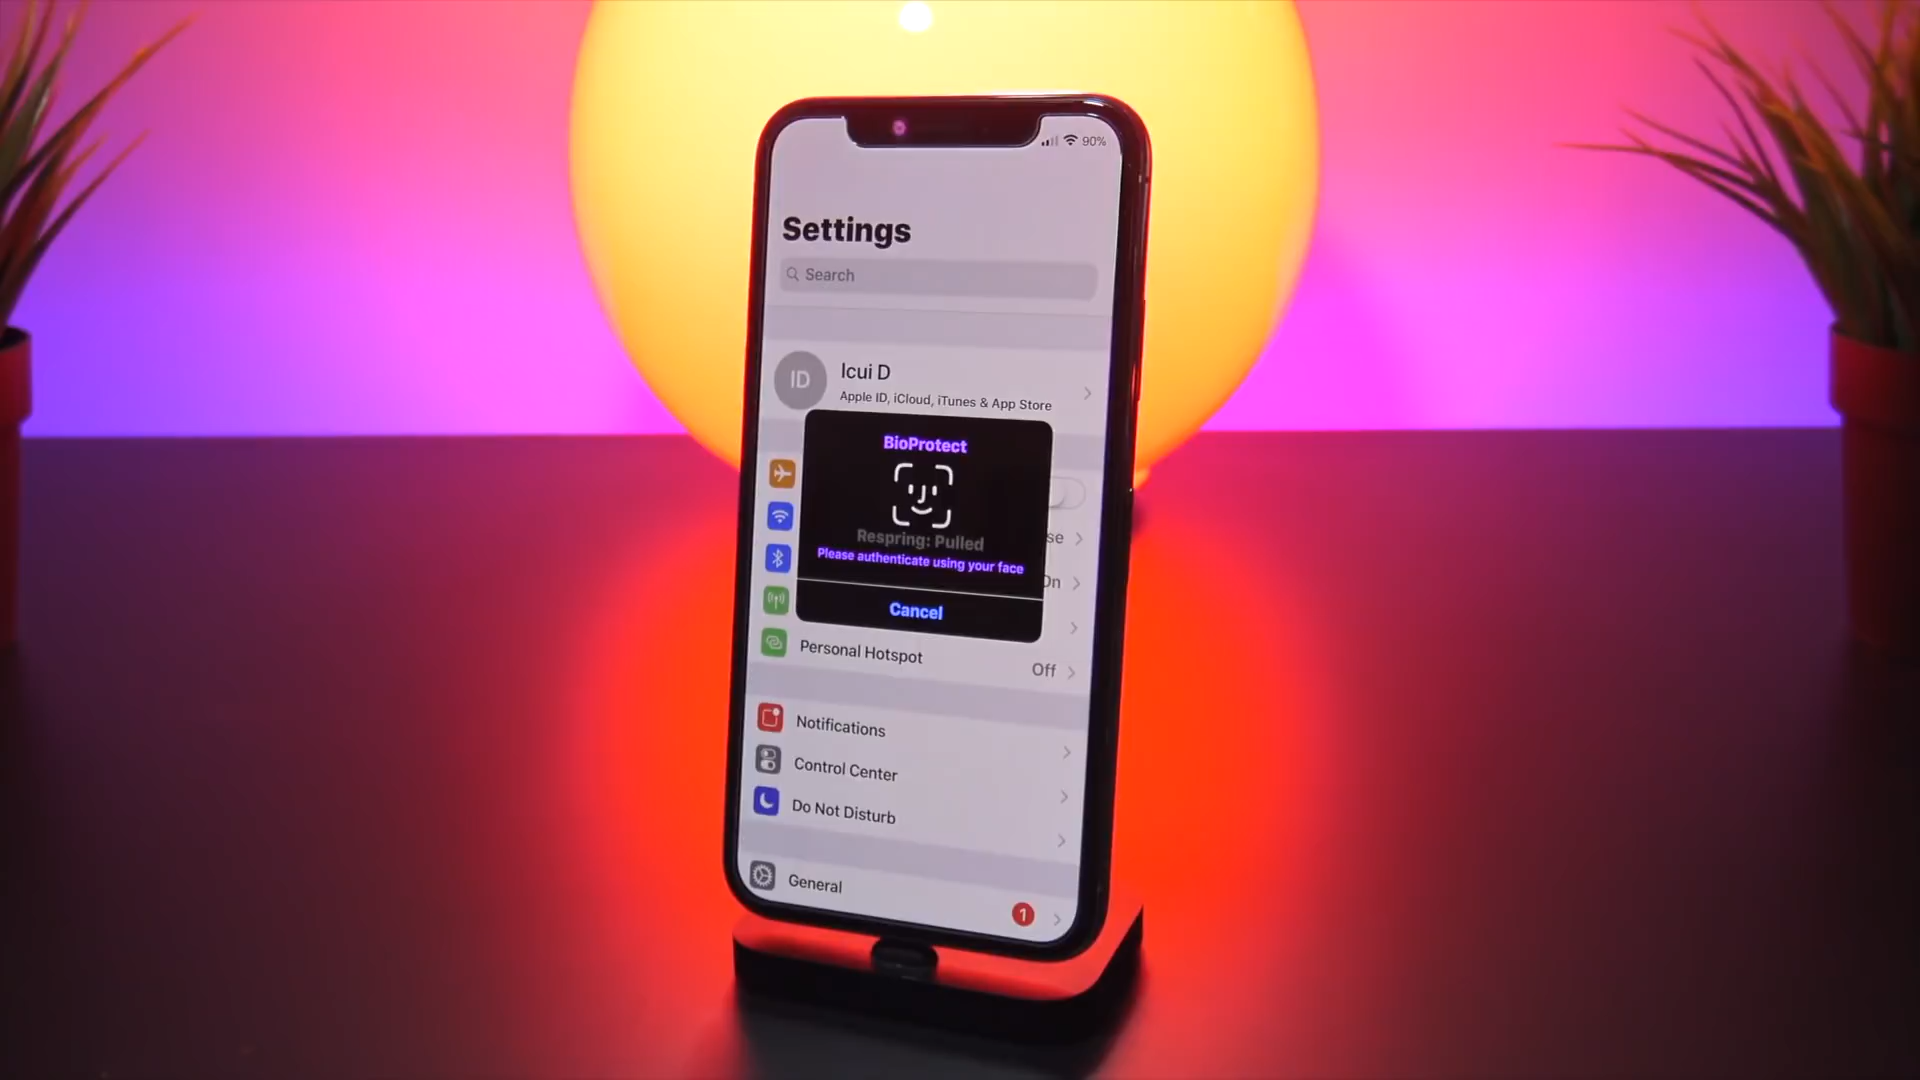 90%
Settings
Search
ID
Icui D
Apple ID, iCloud, iTunes & App Store
BioProtect
Respring: Pulled
Please authenticate using your face
Cancel
se
On
Personal Hotspot
Off
Notifications
Control Center
Do Not Disturb
General
1